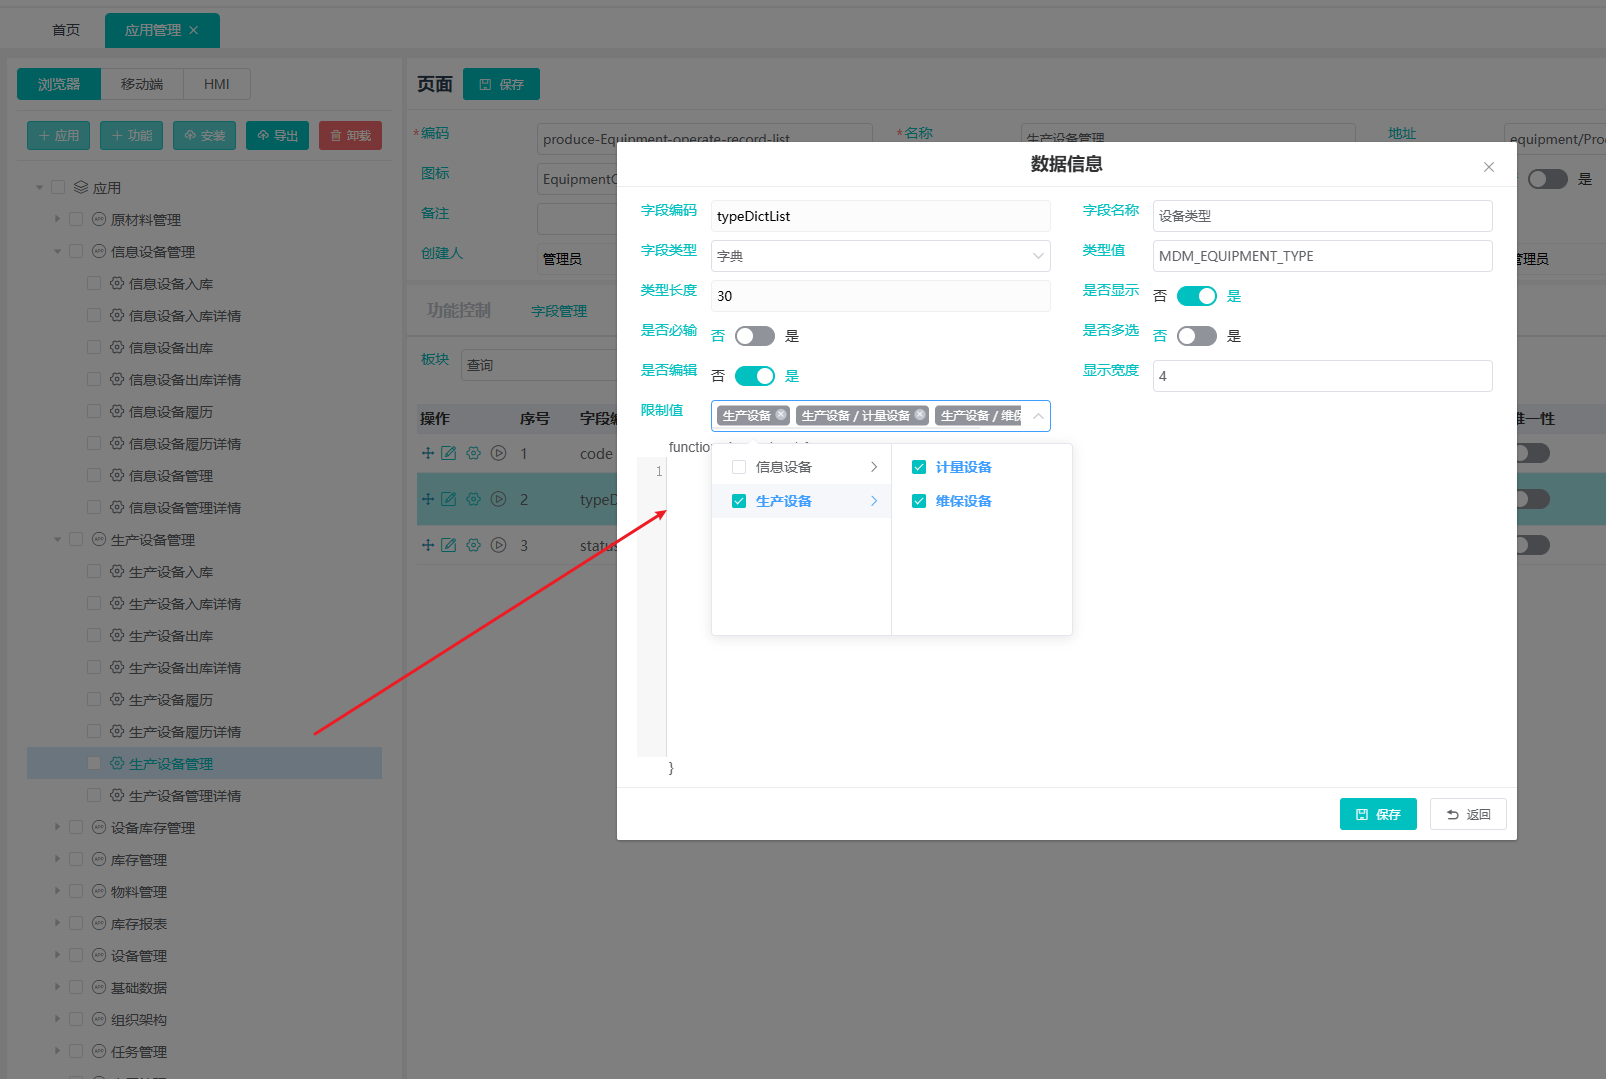 首页
应用管理
浏览器
移动端
HMI
应用
功能
安装
导出
卸载
应用
原材料管理
信息设备管理
信息设备入库
信息设备入库详情
信息设备出库
信息设备出库详情
信息设备履历
信息设备履历详情
信息设备管理
信息设备管理详情
生产设备管理
生产设备入库
生产设备入库详情
生产设备出库
生产设备出库详情
生产设备履历
生产设备履历详情
生产设备管理
生产设备管理详情
设备库存管理
库存管理
物料管理
库存报表
设备管理
基础数据
组织架构
任务管理
页面
保存
*编码
produce-Equipment-operate-record-list
*名称
生产设备管理
地址
equipment/Pro
图标
Equipment
是
备注
创建人
管理员
管理员
功能控制
字段管理
板块
查询
操作
序号
字段编
唯一性
1
code
2
typeD
3
status
数据信息
字段编码
typeDictList
字段名称
设备类型
字段类型
字典
类型值
MDM_EQUIPMENT_TYPE
类型长度
30
是否显示
否
是
是否必输
否
是
是否多选
否
是
是否编辑
否
是
显示宽度
4
限制值
生产设备
生产设备 / 计量设备
生产设备 / 维保
function
1
信息设备
生产设备
计量设备
维保设备
}
保存
返回